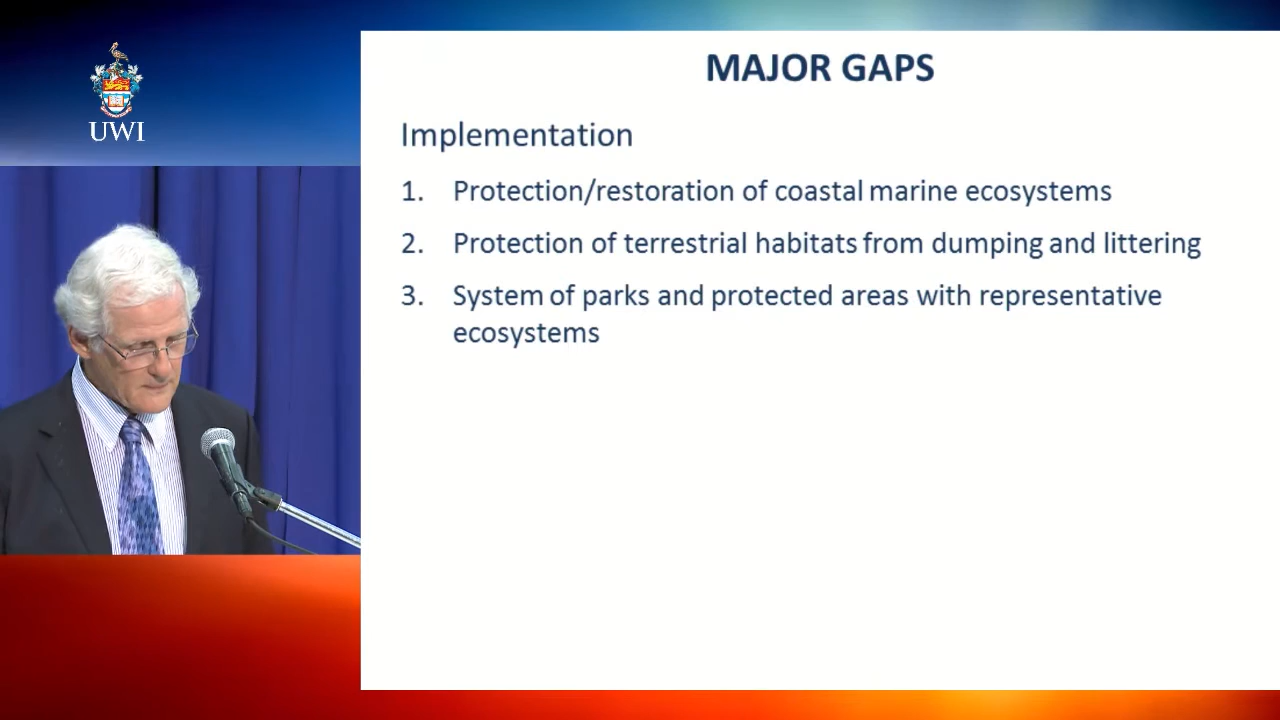 UWI
MAJOR GAPS
Implementation
1. Protection/restoration of coastal marine ecosystems
2. Protection of terrestrial habitats from dumping and littering
3. System of parks and protected areas with representative
ecosystems